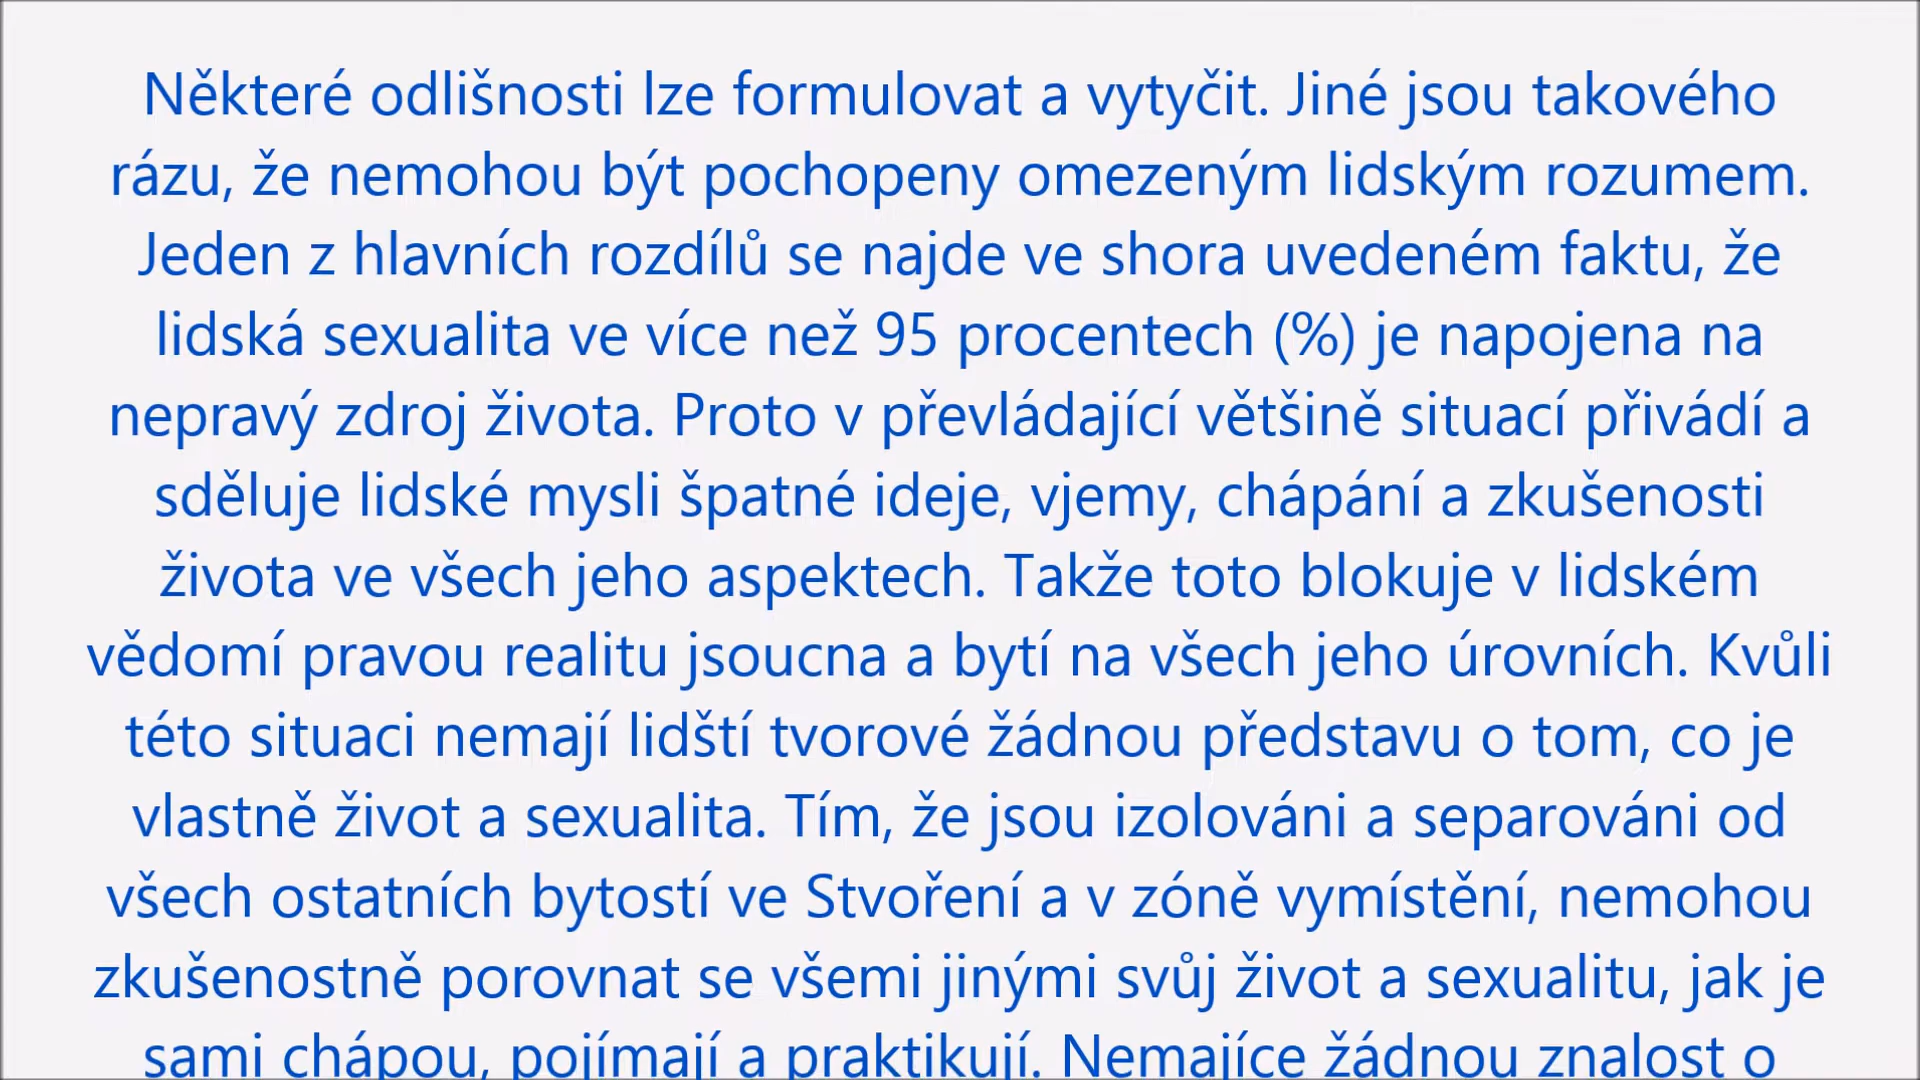 Některé odlišnosti lze formulovat a vytyčit. Jiné jsou takového
rázu, že nemohou být pochopeny omezeným lidským rozumem.
Jeden z hlavních rozdílů se najde ve shora uvedeném faktu, že
lidská sexualita ve více než 95 procentech (%) je napojena na
nepravý zdroj života. Proto v převládající většině situací přivádí a
sděluje lidské mysli špatné ideje, vjemy, chápání a zkušenosti
života ve všech jeho aspektech. Takže toto blokuje v lidském
vědomí pravou realitu jsoucna a bytí na všech jeho úrovních. Kvůli
této situaci nemají lidští tvorové žádnou představu o tom, co je
vlastně život a sexualita. Tím, že jsou izolováni a separováni od
všech ostatních bytostí ve Stvoření a v zóně vymístění, nemohou
zkušenostně porovnat se všemi jinými svůj život a sexualitu, jak je
sami chápou, pojímají a praktikují. Nemajíce žádnou znalost o